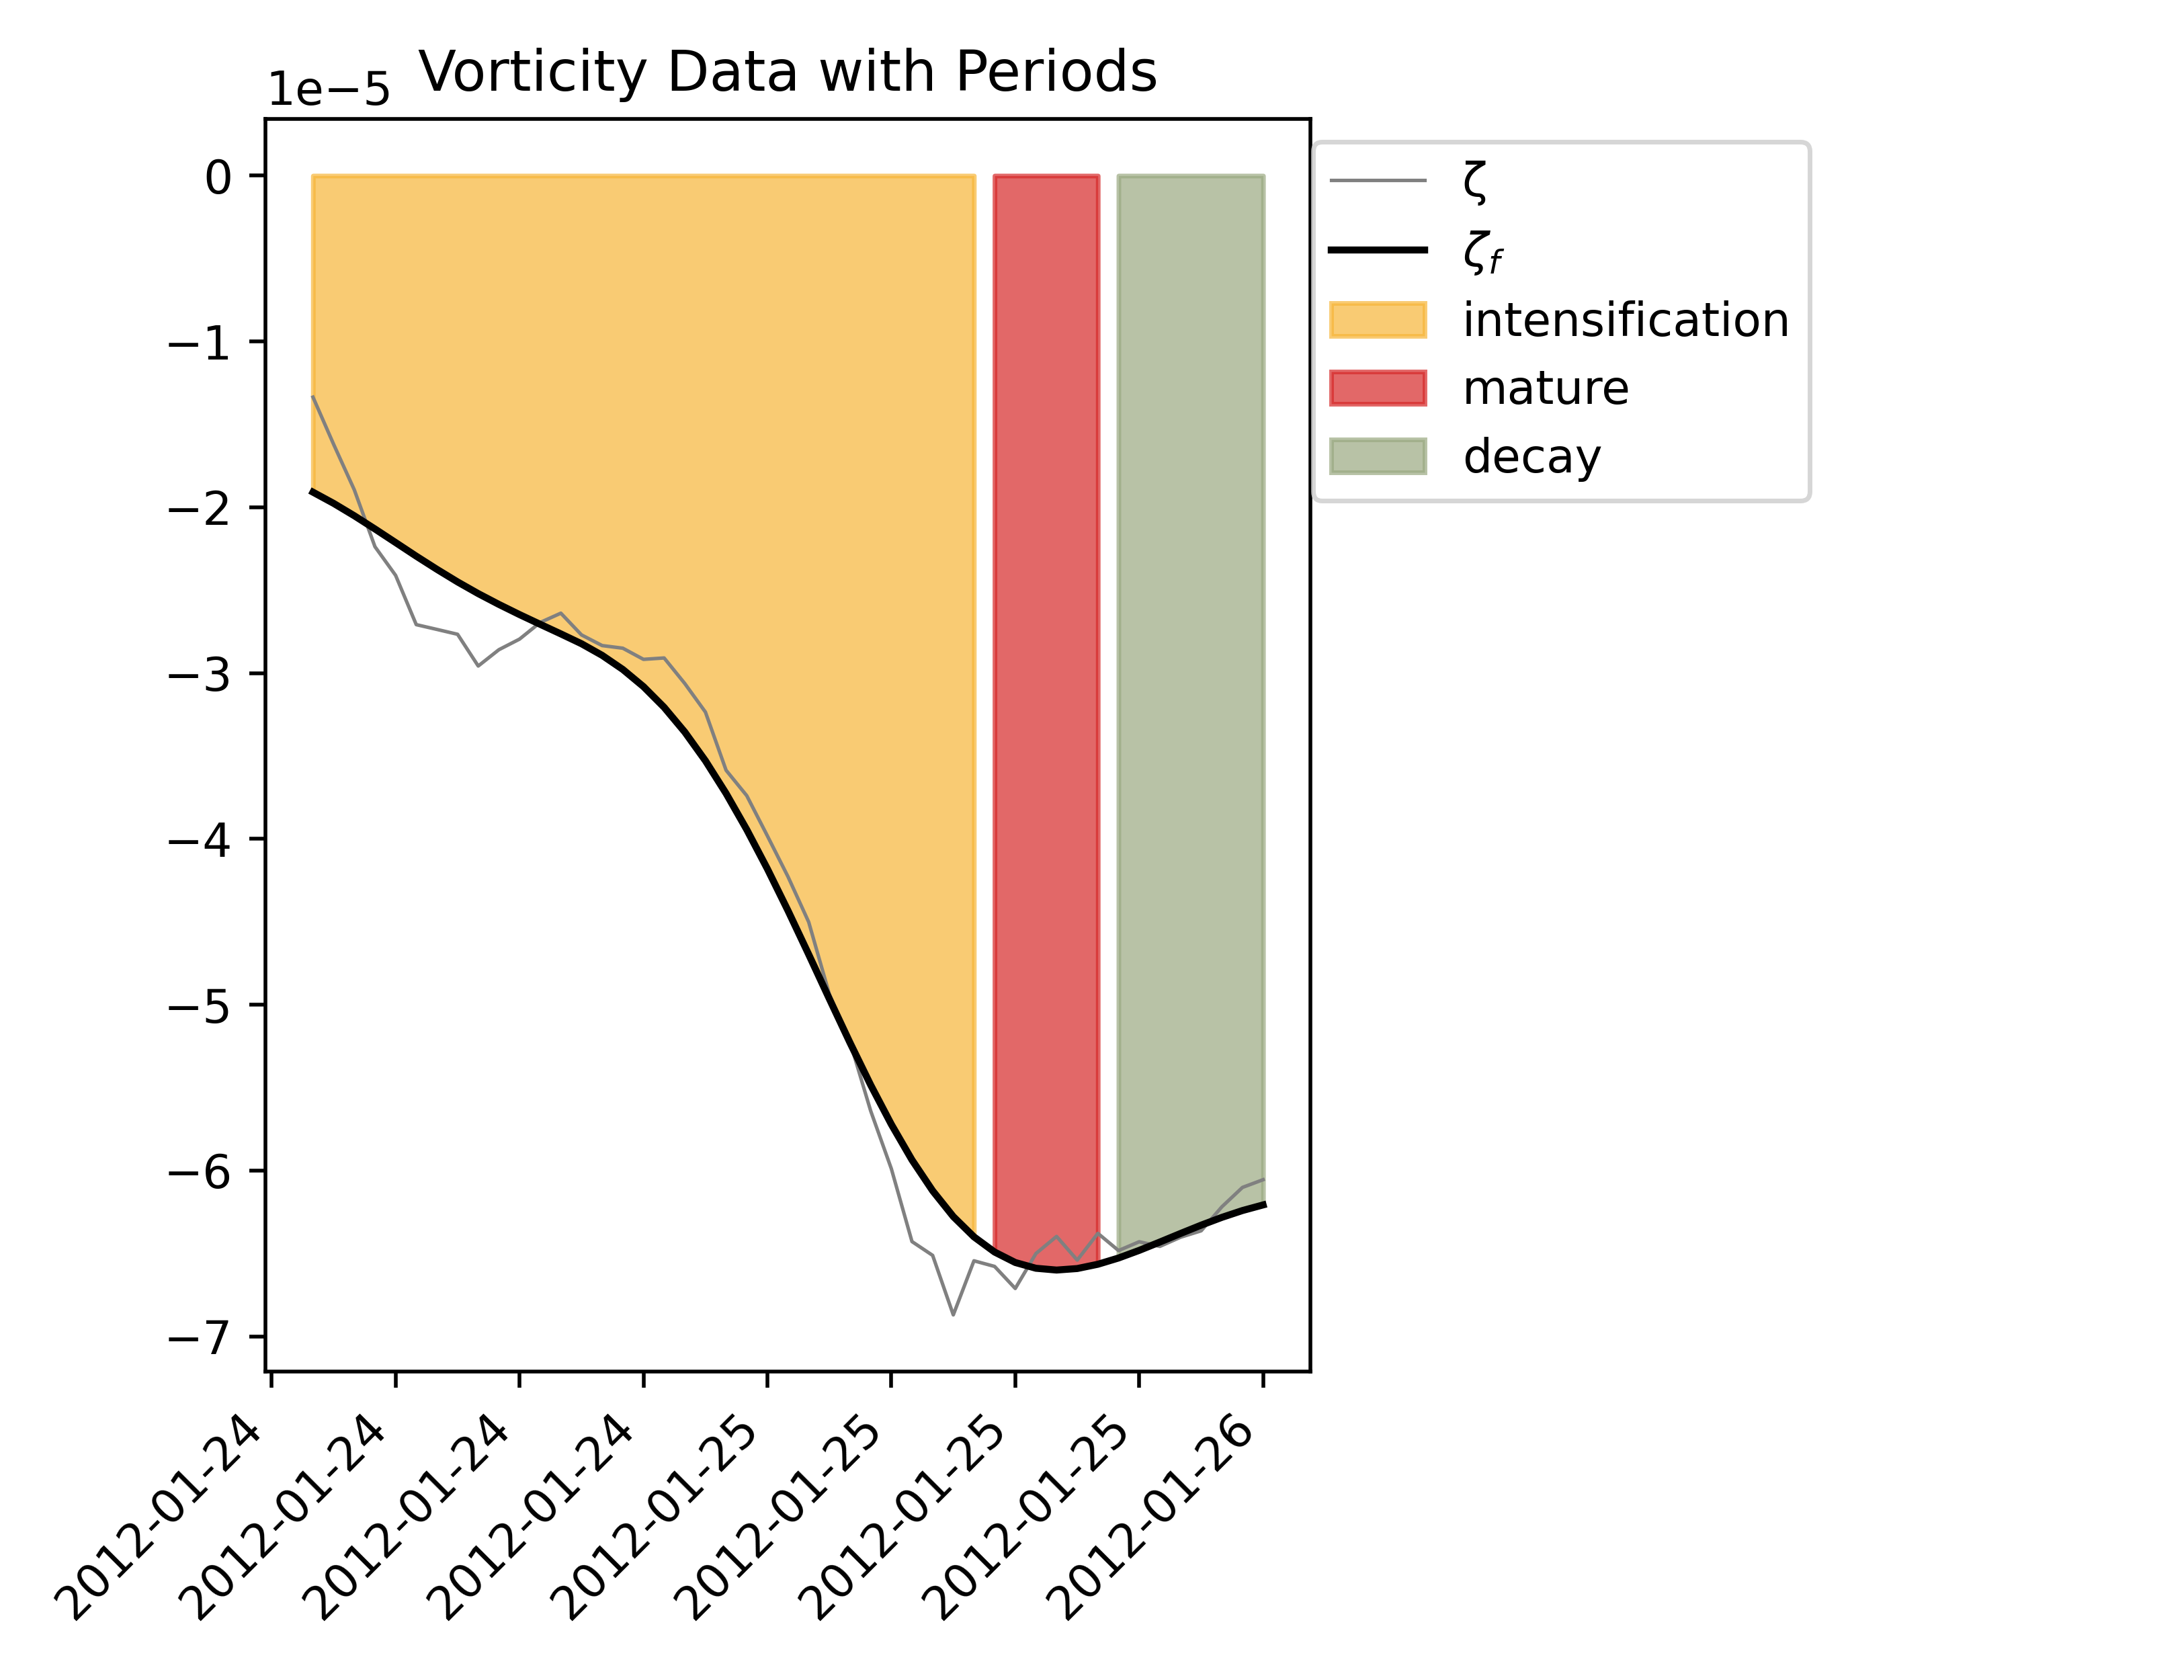 Vorticity Data with Periods
1e−5
0
−1
−2
−3
−4
−5
−6
−7
2012-01-24
2012-01-24
2012-01-24
2012-01-24
2012-01-25
2012-01-25
2012-01-25
2012-01-25
2012-01-26
ζ
ζf
intensification
mature
decay